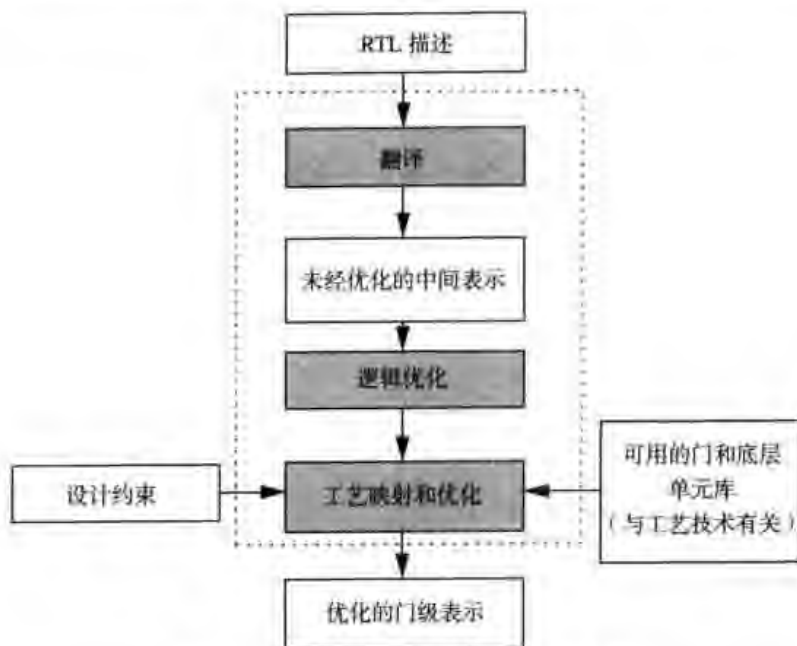 RTL 描述
翻译
未经优化的中间表示
逻辑优化
设计约束
工艺映射和优化
可用的门和底层
单元库
(与工艺技术有关)
优化的门级表示